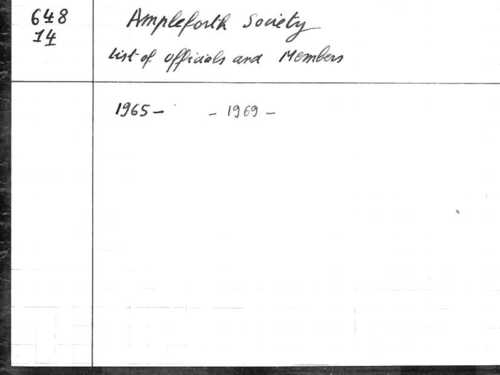 648
14
Ampleforth Society
List of Officials and Members
1965 - - 1969 -